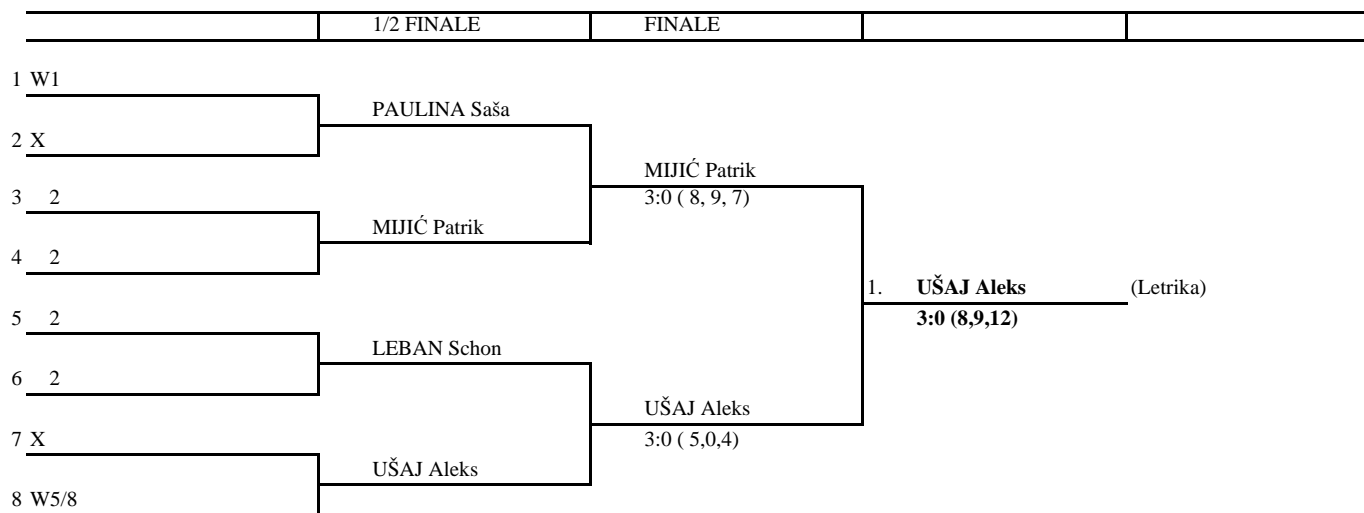 1/2 FINALE FINALE
1 W1
PAULINA Saša
2 X
MIJIĆ Patrik
3 2
3:0 ( 8, 9, 7)
MIJIĆ Patrik
4 2
1. UŠAJ Aleks (Letrika)
5 2
3:0 (8,9,12)
LEBAN Schon
6 2
UŠAJ Aleks
7 X
3:0 ( 5,0,4)
UŠAJ Aleks
8 W5/8